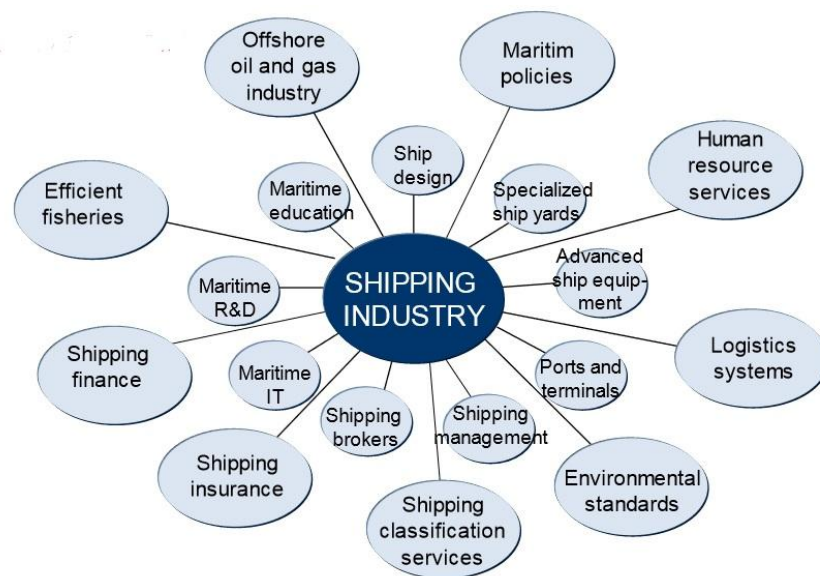 Offshore
oil and gas
industry
Maritim
policies
Human
resource
services
Ship
design
Maritime
education
Specialized
ship yards
Efficient
fisheries
Advanced
ship equip-
ment
SHIPPING
INDUSTRY
Maritime
R&D
Logistics
systems
Shipping
finance
Maritime
IT
Ports and
terminals
Shipping
brokers
Shipping
management
Shipping
insurance
Environmental
standards
Shipping
classification
services